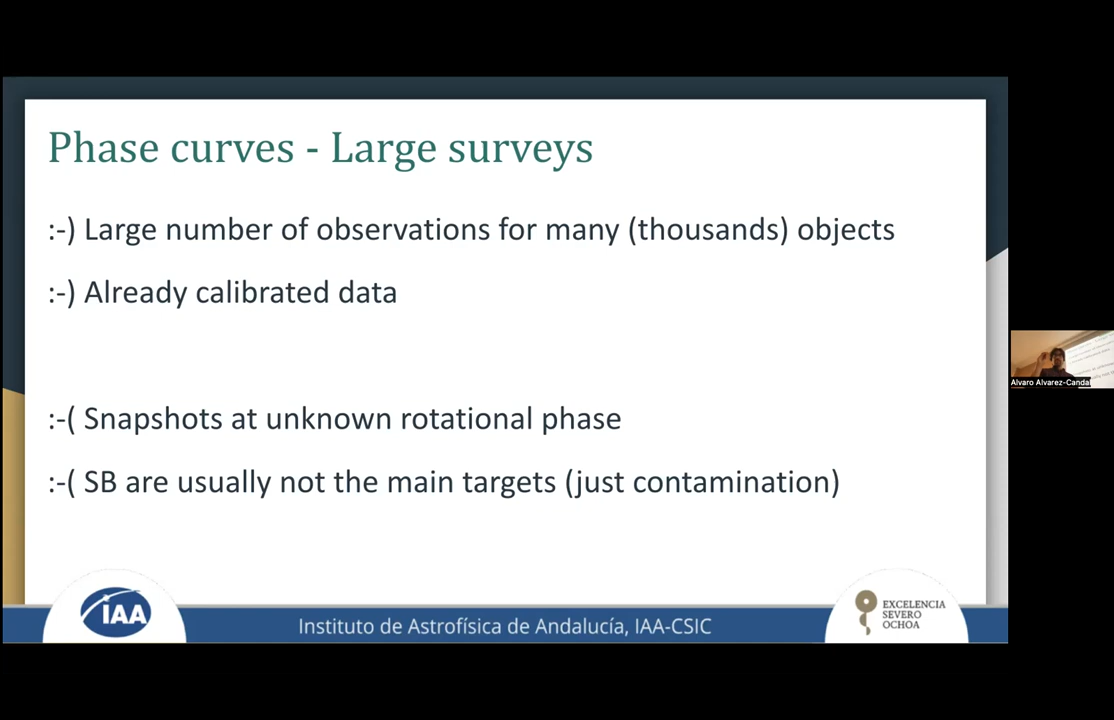 Phase curves - Large surveys
:-) Large number of observations for many (thousands) objects
:-) Already calibrated data
:-( Snapshots at unknown rotational phase
:-( SB are usually not the main targets (just contamination)
Alvaro Alvarez-Candal
IAA
Instituto de Astrofísica de Andalucía, IAA-CSIC
EXCELENCIA
SEVERO
OCHOA